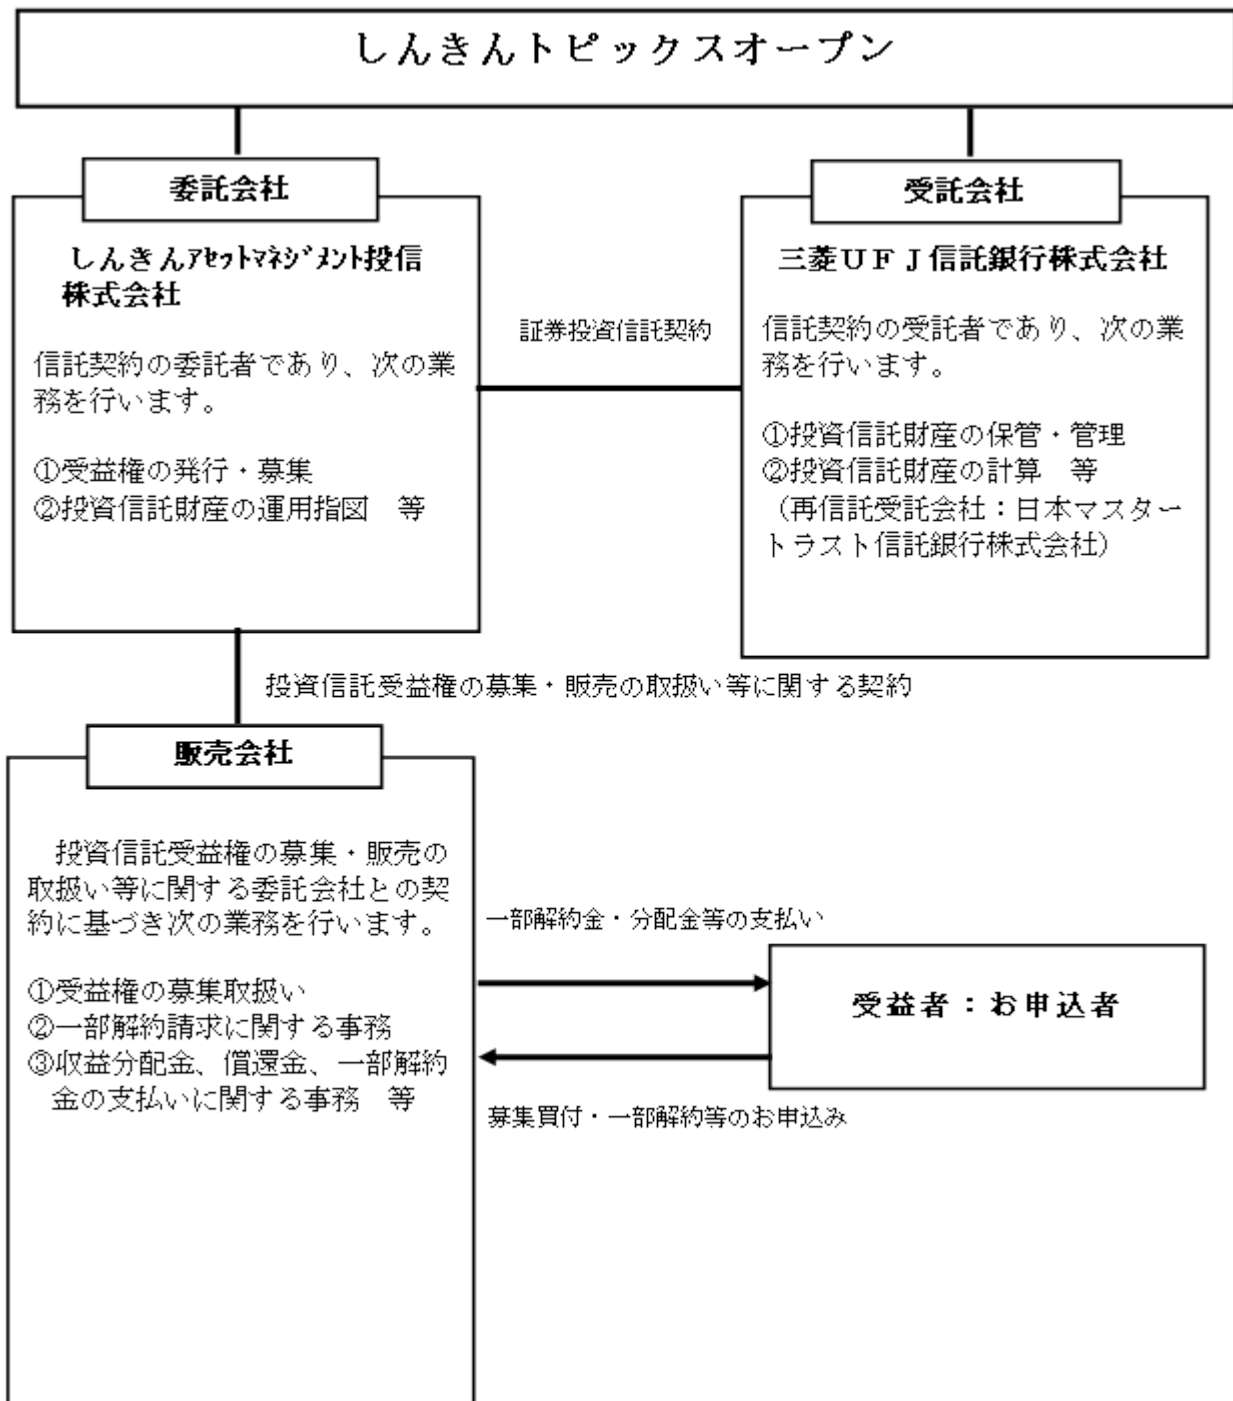 しんきんトピックスオープン
委託会社
しんきんｱｾｯﾄﾏﾈｼﾞﾒﾝﾄ投信
株式会社
信託契約の委託者であり、次の業
務を行います。
①受益権の発行・募集
②投資信託財産の運用指図　等
証券投資信託契約
受託会社
三菱ＵＦＪ信託銀行株式会社
信託契約の受託者であり、次の業
務を行います。
①投資信託財産の保管・管理
②投資信託財産の計算　等
（再信託受託会社：日本マスター
トラスト信託銀行株式会社）
投資信託受益権の募集・販売の取扱い等に関する契約
販売会社
投資信託受益権の募集・販売の
取扱い等に関する委託会社との契
約に基づき次の業務を行います。
①受益権の募集取扱い
②一部解約請求に関する事務
③収益分配金、償還金、一部解約
金の支払いに関する事務　等
一部解約金・分配金等の支払い
受益者：お申込者
募集買付・一部解約等のお申込み